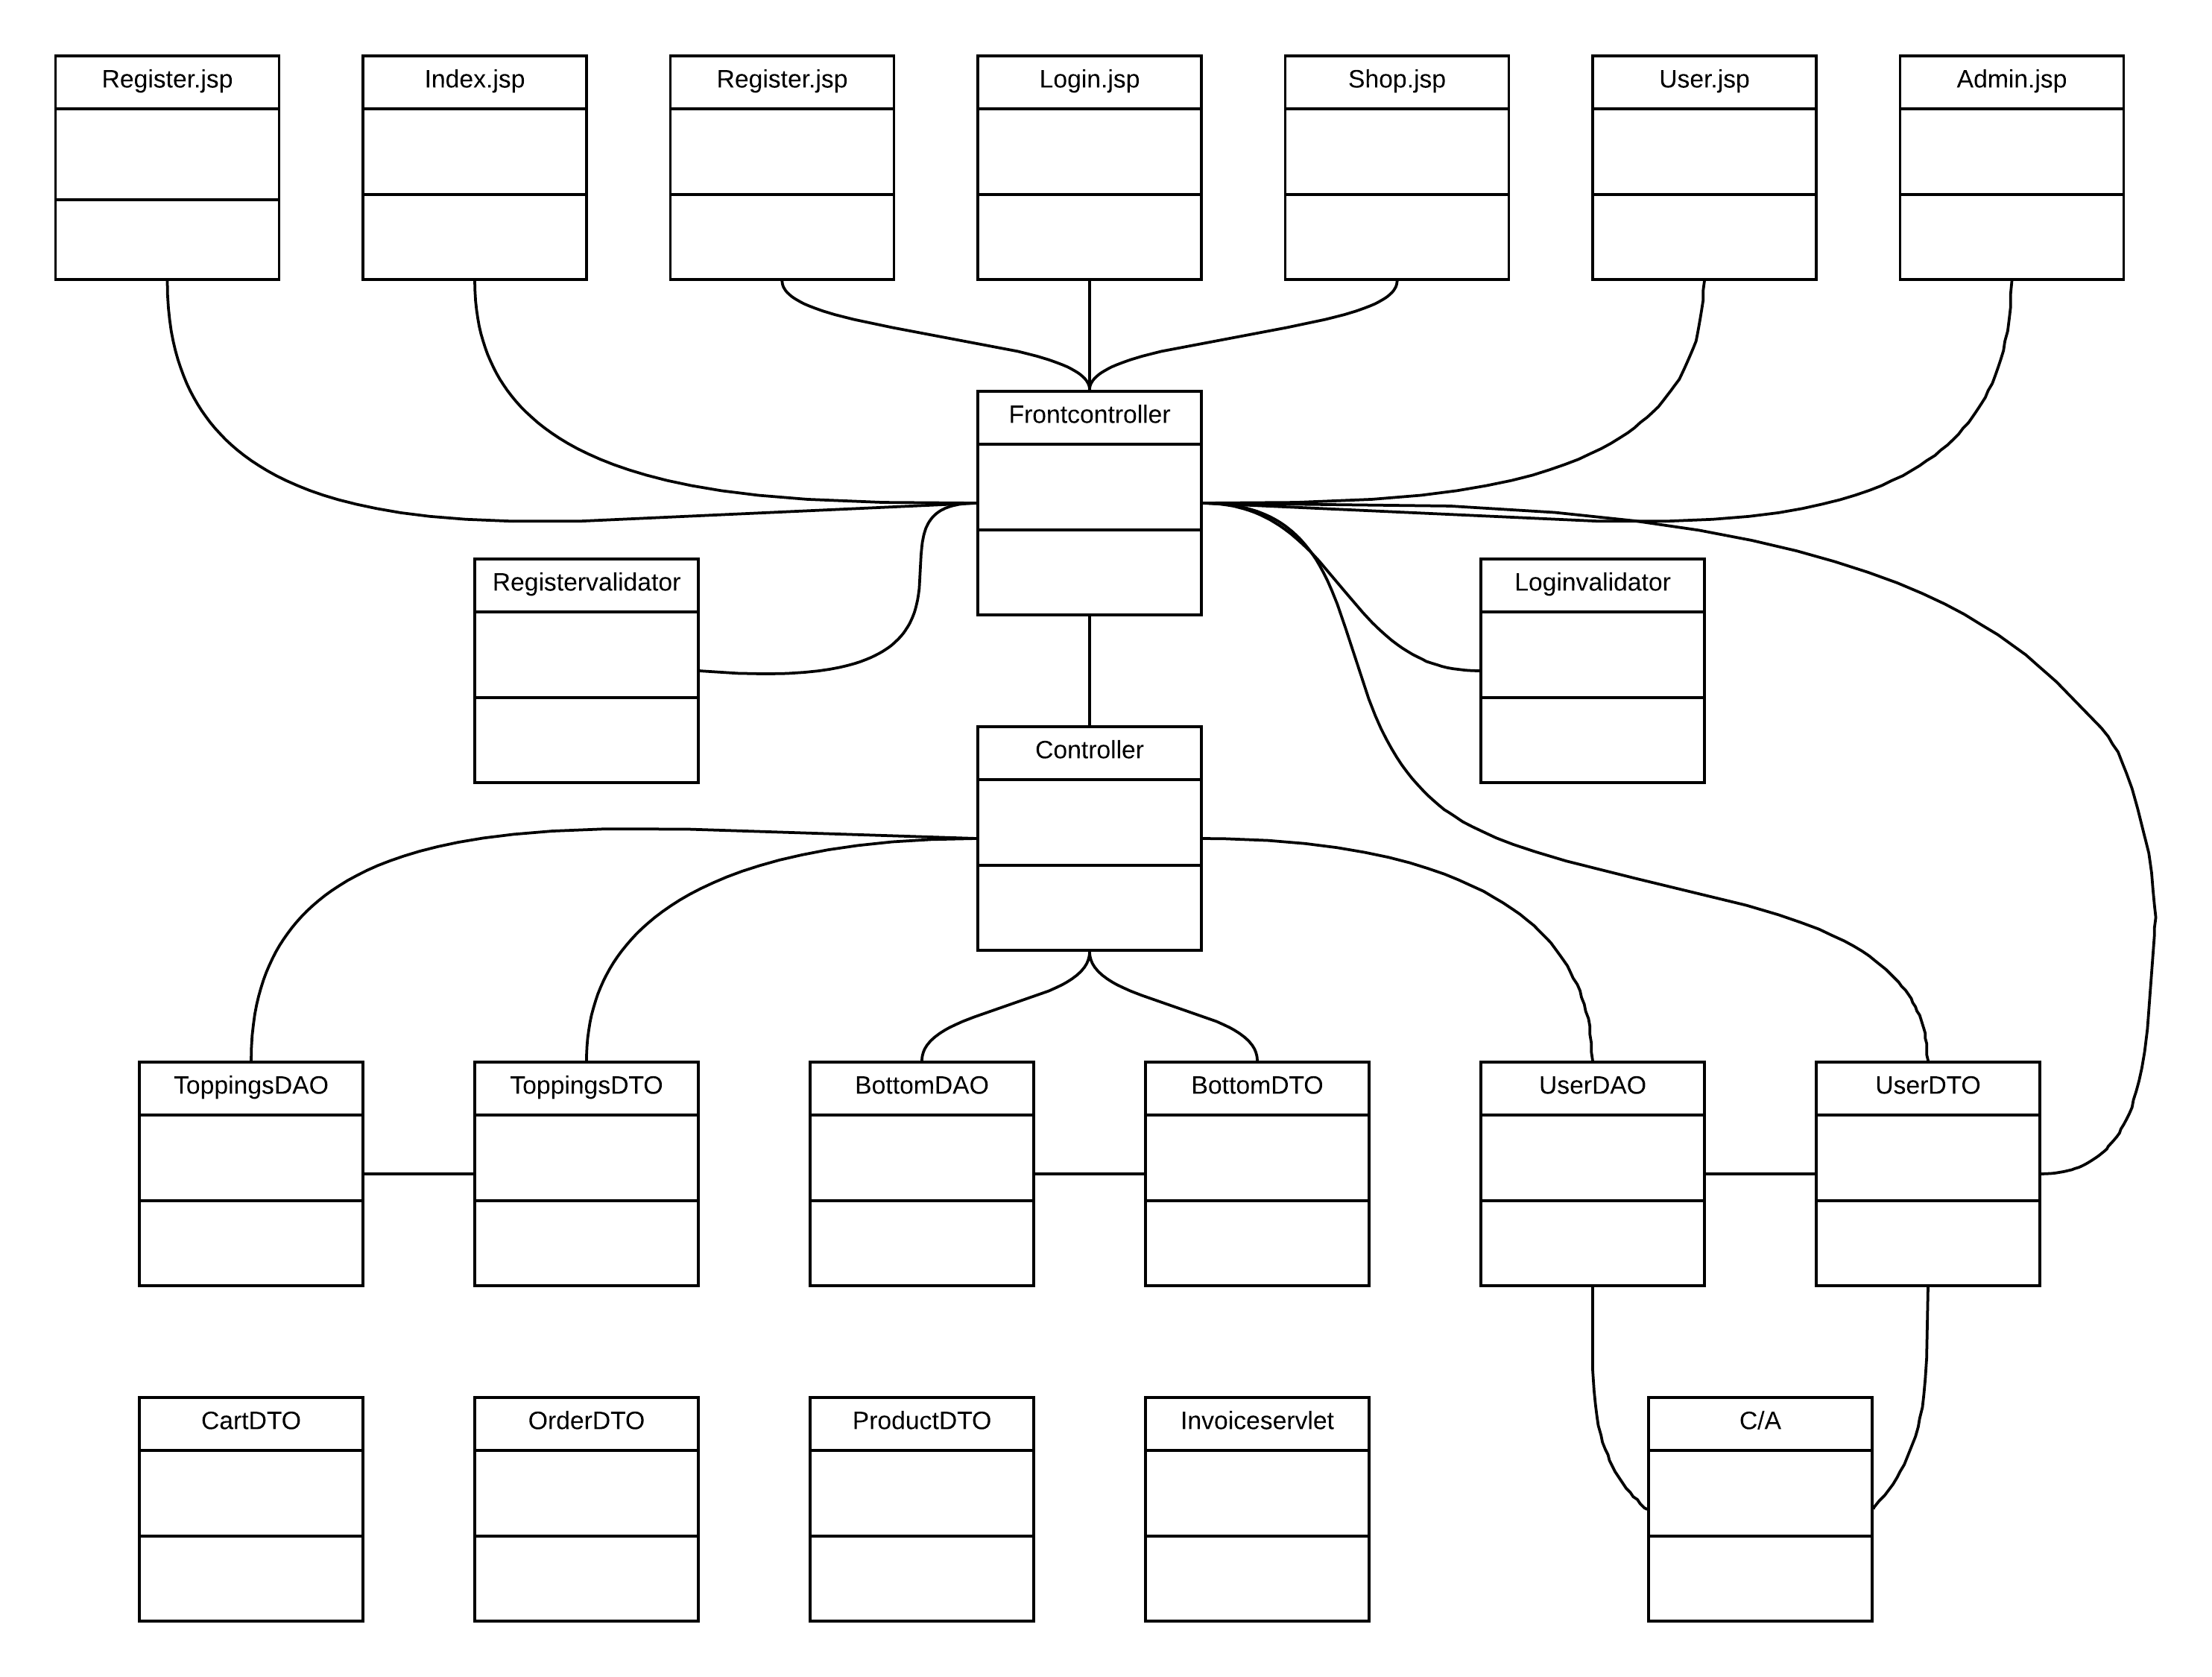 Register.jsp
Index.jsp
Register.jsp
Login.jsp
Shop.jsp
User.jsp
Admin.jsp
Frontcontroller
Registervalidator
Loginvalidator
Controller
ToppingsDAO
ToppingsDTO
BottomDAO
BottomDTO
UserDAO
UserDTO
CartDTO
OrderDTO
ProductDTO
Invoiceservlet
C/A